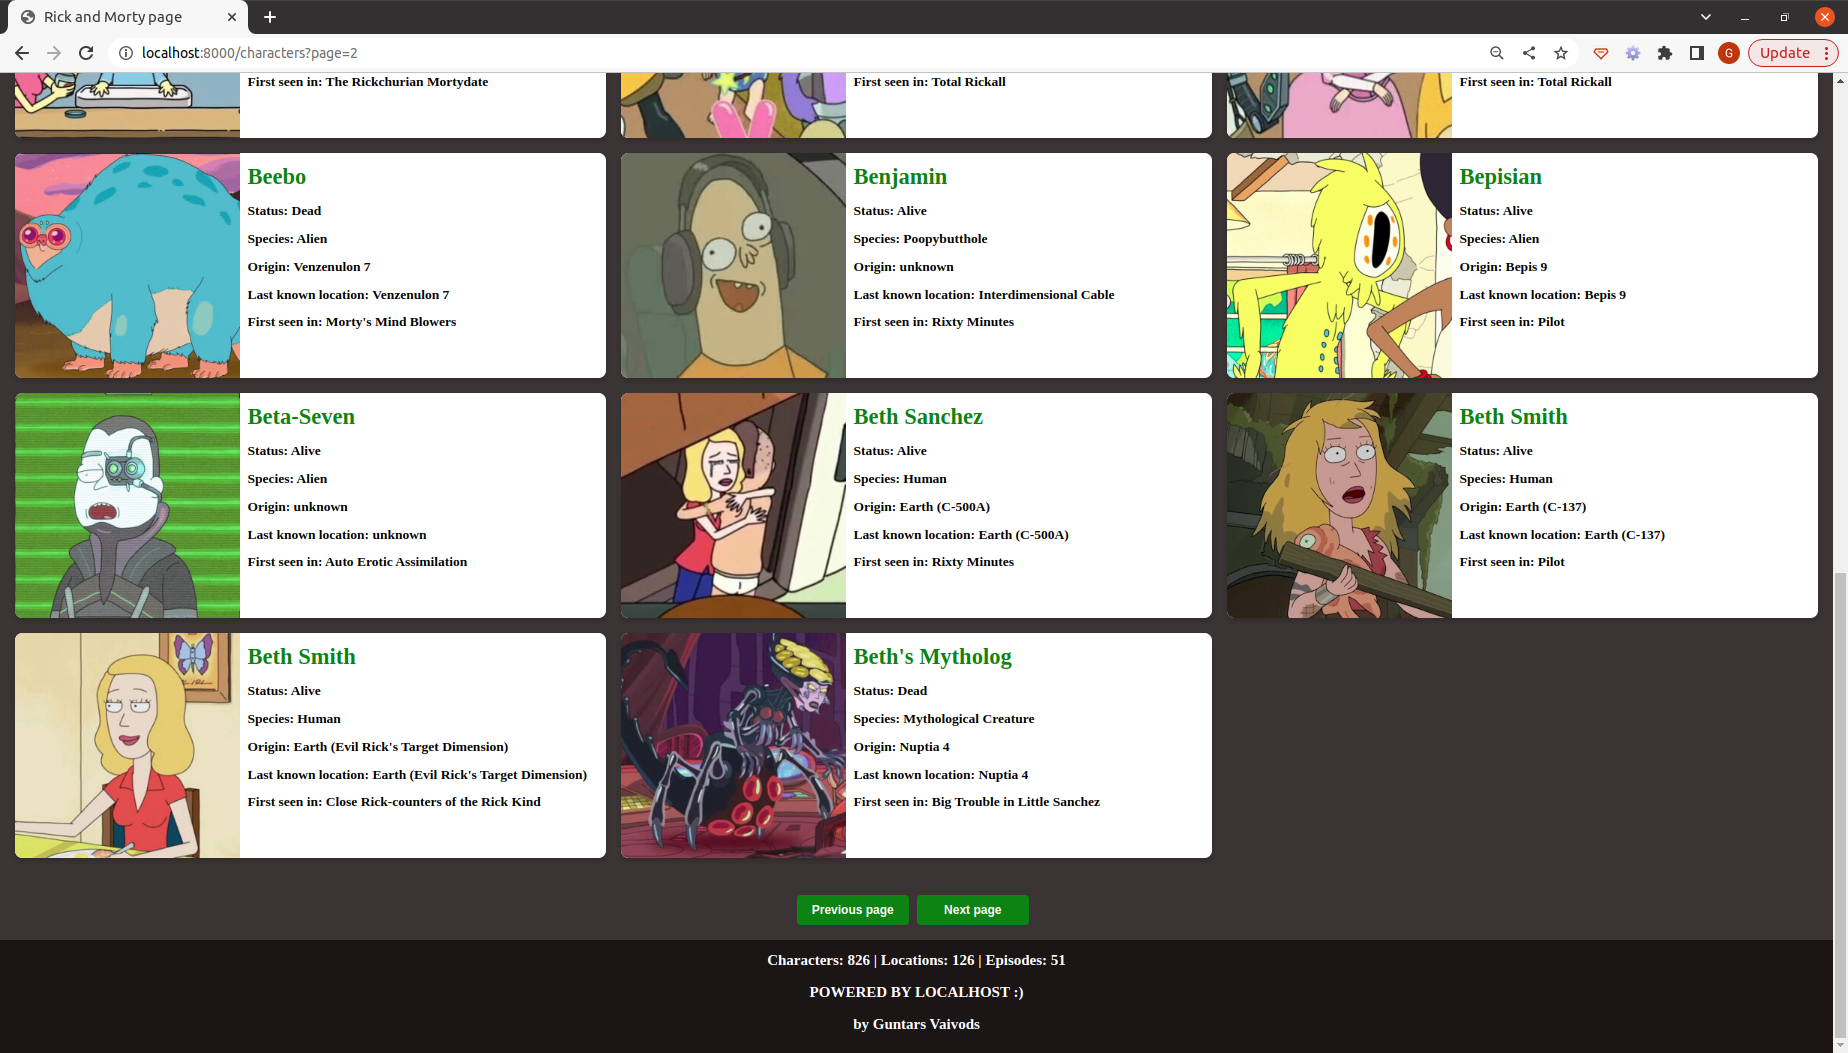 Rick and Morty page
localhost:8000/characters?page=2
G
Update
First seen in: The Rickchurian Mortydate
First seen in: Total Rickall
First seen in: Total Rickall
Beebo
Status: Dead
Species: Alien
Origin: Venzenulon 7
Last known location: Venzenulon 7
First seen in: Morty's Mind Blowers
Benjamin
Status: Alive
Species: Poopybutthole
Origin: unknown
Last known location: Interdimensional Cable
First seen in: Rixty Minutes
Bepisian
Status: Alive
Species: Alien
Origin: Bepis 9
Last known location: Bepis 9
First seen in: Pilot
Beta-Seven
Status: Alive
Species: Alien
Origin: unknown
Last known location: unknown
First seen in: Auto Erotic Assimilation
Beth Sanchez
Status: Alive
Species: Human
Origin: Earth (C-500A)
Last known location: Earth (C-500A)
First seen in: Rixty Minutes
Beth Smith
Status: Alive
Species: Human
Origin: Earth (C-137)
Last known location: Earth (C-137)
First seen in: Pilot
Beth Smith
Status: Alive
Species: Human
Origin: Earth (Evil Rick's Target Dimension)
Last known location: Earth (Evil Rick's Target Dimension)
First seen in: Close Rick-counters of the Rick Kind
Beth's Mytholog
Status: Dead
Species: Mythological Creature
Origin: Nuptia 4
Last known location: Nuptia 4
First seen in: Big Trouble in Little Sanchez
Previous page
Next page
Characters: 826 | Locations: 126 | Episodes: 51
POWERED BY LOCALHOST :)
by Guntars Vaivods